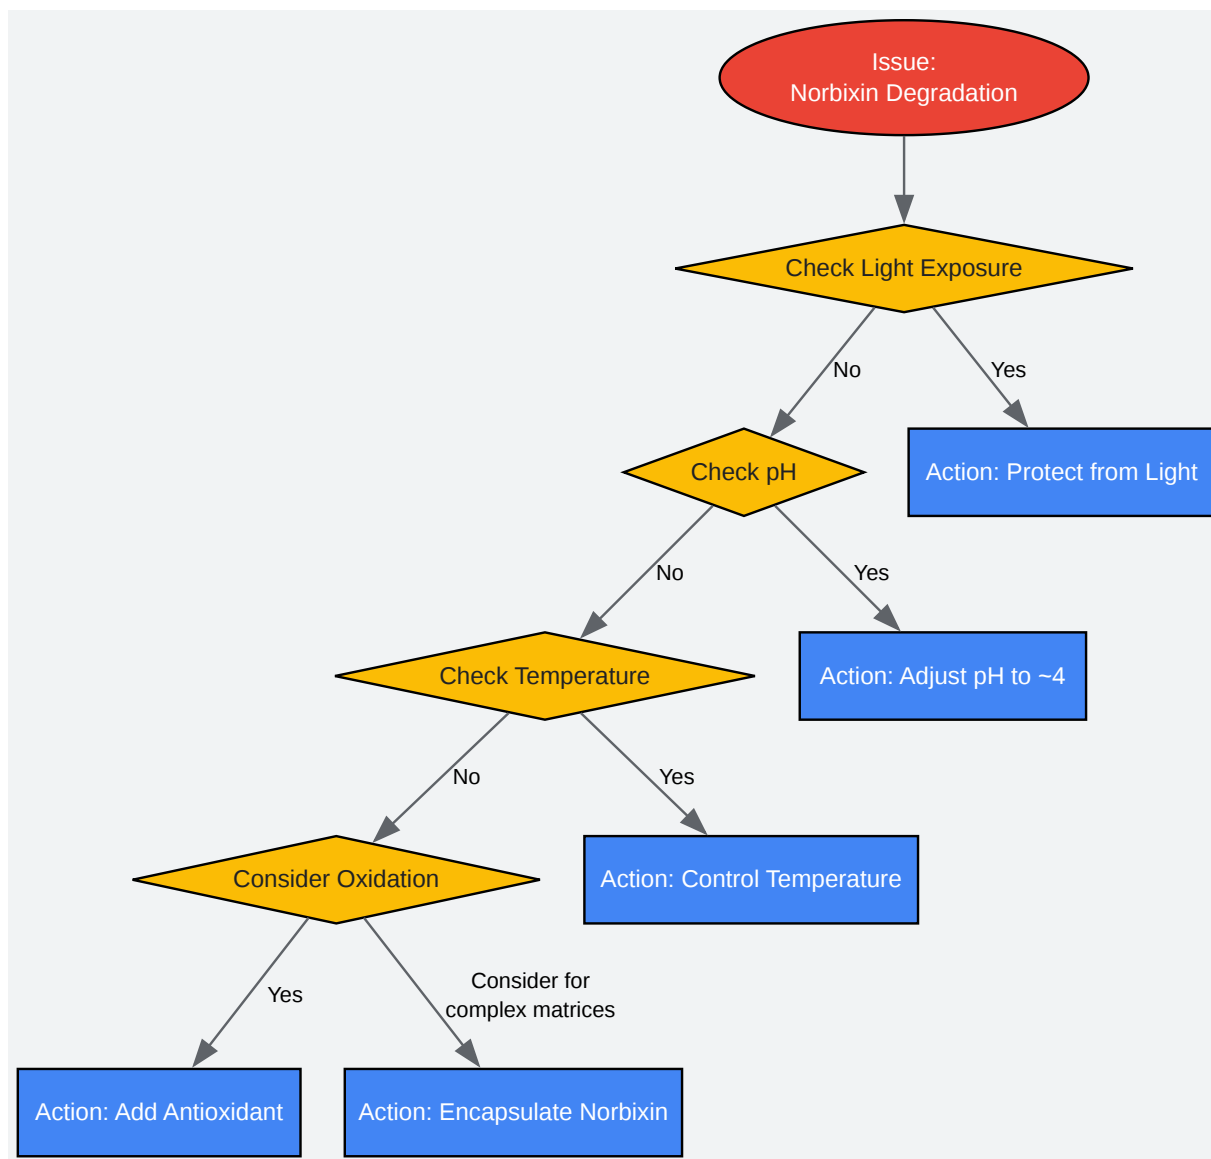 Issue:
Norbixin Degradation
Check Light Exposure
No
Yes
Check pH
Action: Protect from Light
No
Yes
Check Temperature
Action: Adjust pH to ~4
No
Yes
Consider Oxidation
Action: Control Temperature
Yes
Consider for
complex matrices
Action: Add Antioxidant
Action: Encapsulate Norbixin